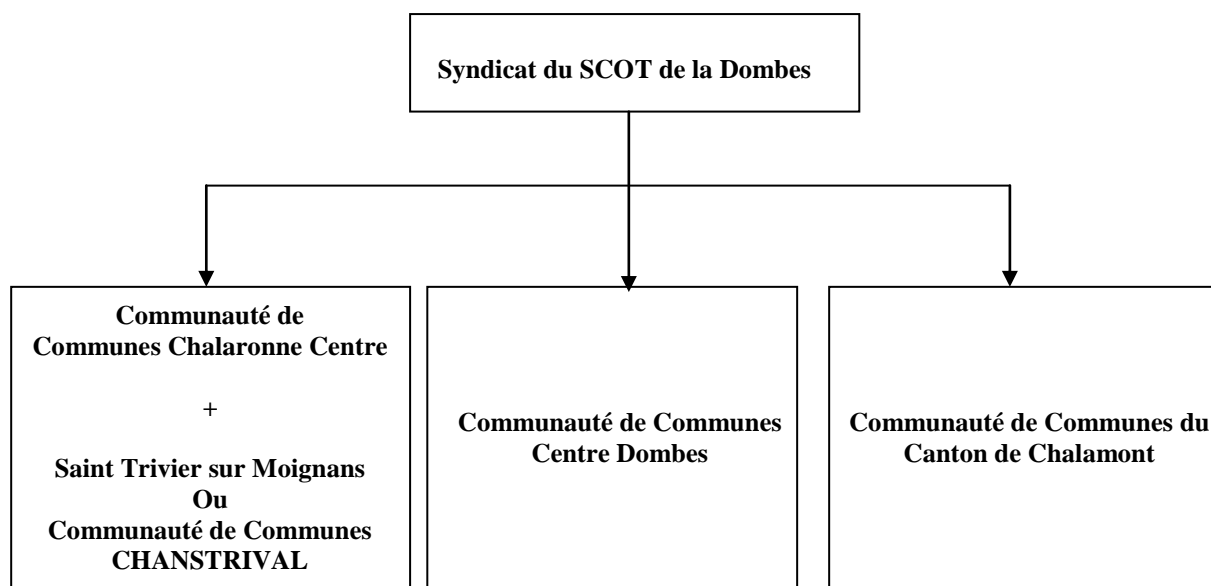 Syndicat du SCOT de la Dombes
Communauté de
Communes Chalaronne Centre
+
Saint Trivier sur Moignans
Ou
Communauté de Communes
CHANSTRIVAL
Communauté de Communes
Centre Dombes
Communauté de Communes du
Canton de Chalamont